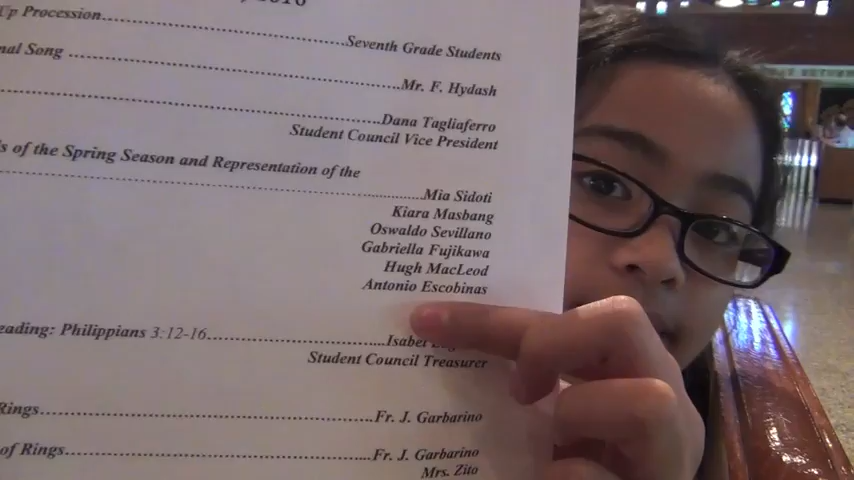 Up Procession..................................................Seventh Grade Students
nal Song ..................................................Mr. F. Hydash
..................................................Dana Tagliaferro
Student Council Vice President
s of the Spring Season and Representation of the
..................................................Mia Sidoti
Kiara Masbang
Oswaldo Sevillano
Gabriella Fujikawa
Hugh MacLeod
Antonio Escobinas
eading: Philippians 3:12-16..................................................Isabel
Student Council Treasurer
Rings..................................................Fr. J. Garbarino
of Rings..................................................Fr. J. Garbarino
Mrs. Zito